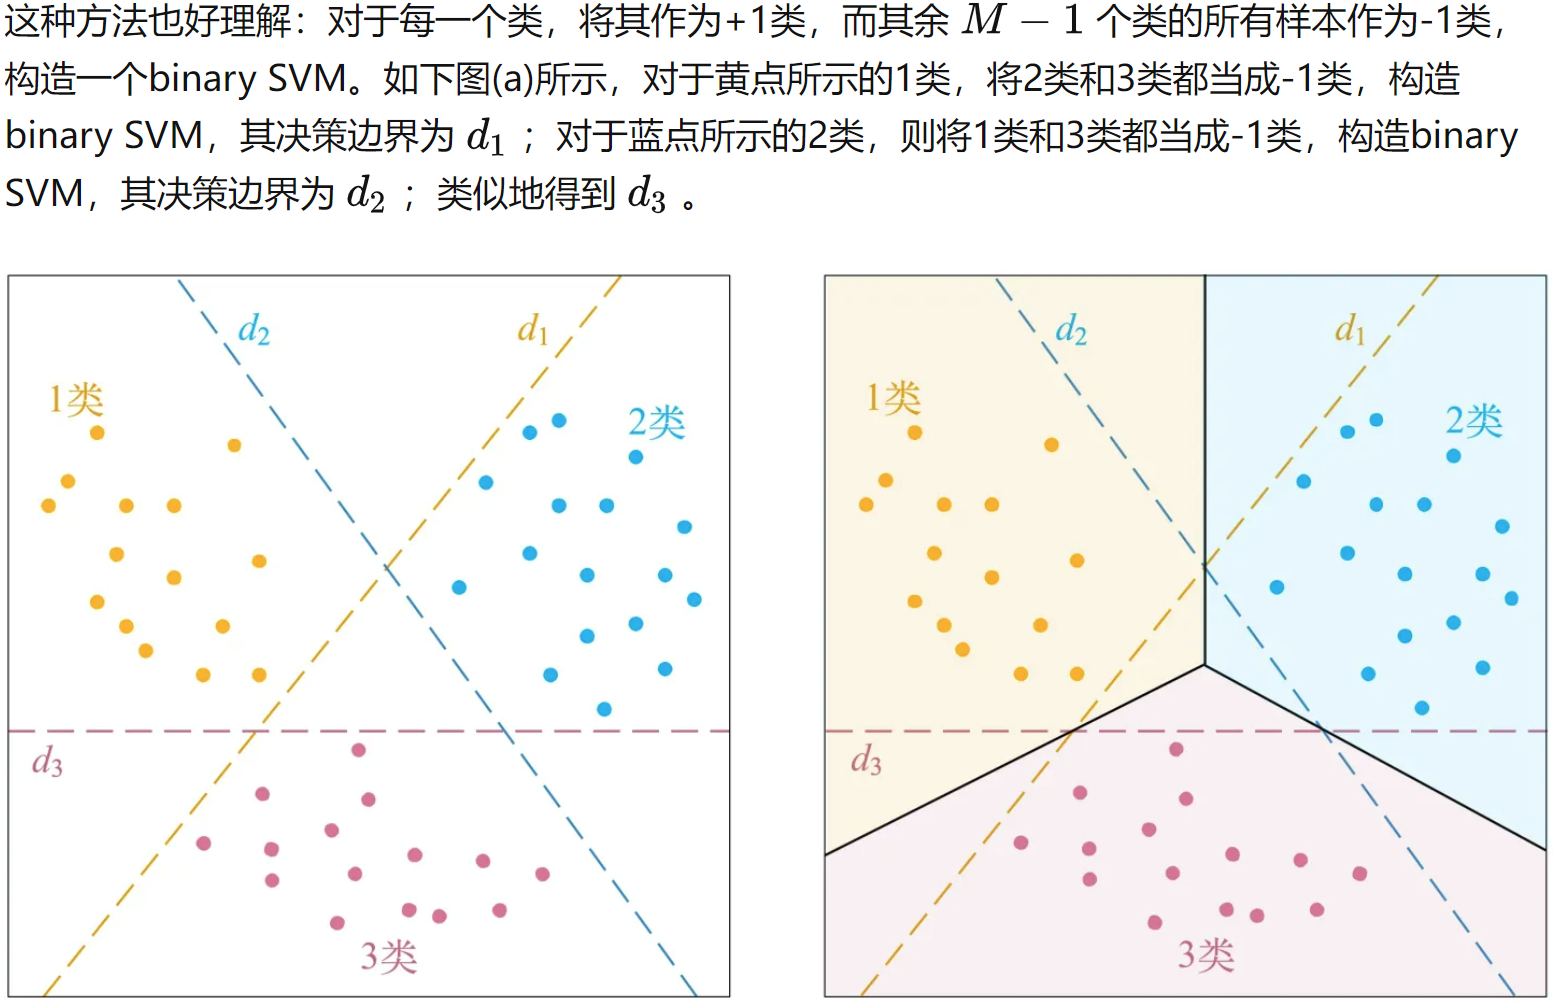 这种方法也好理解：对于每一个类，将其作为+1类，而其余 M − 1 个类的所有样本作为-1类，
构造一个binary SVM。如下图(a)所示，对于黄点所示的1类，将2类和3类都当成-1类，构造
binary SVM，其决策边界为 d₁ ；对于蓝点所示的2类，则将1类和3类都当成-1类，构造binary
SVM，其决策边界为 d₂ ；类似地得到 d₃ 。
d₂
d₁
1类
2类
d₃
3类
d₂
d₁
1类
2类
d₃
3类